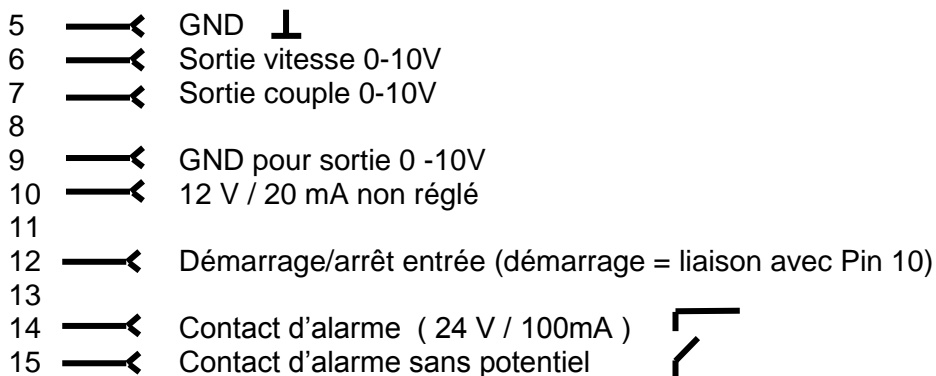 5 GND
6 Sortie vitesse 0-10V
7 Sortie couple 0-10V
8
9 GND pour sortie 0 -10V
10 12 V / 20 mA non réglé
11
12 Démarrage/arrêt entrée (démarrage = liaison avec Pin 10)
13
14 Contact d’alarme ( 24 V / 100mA )
15 Contact d’alarme sans potentiel